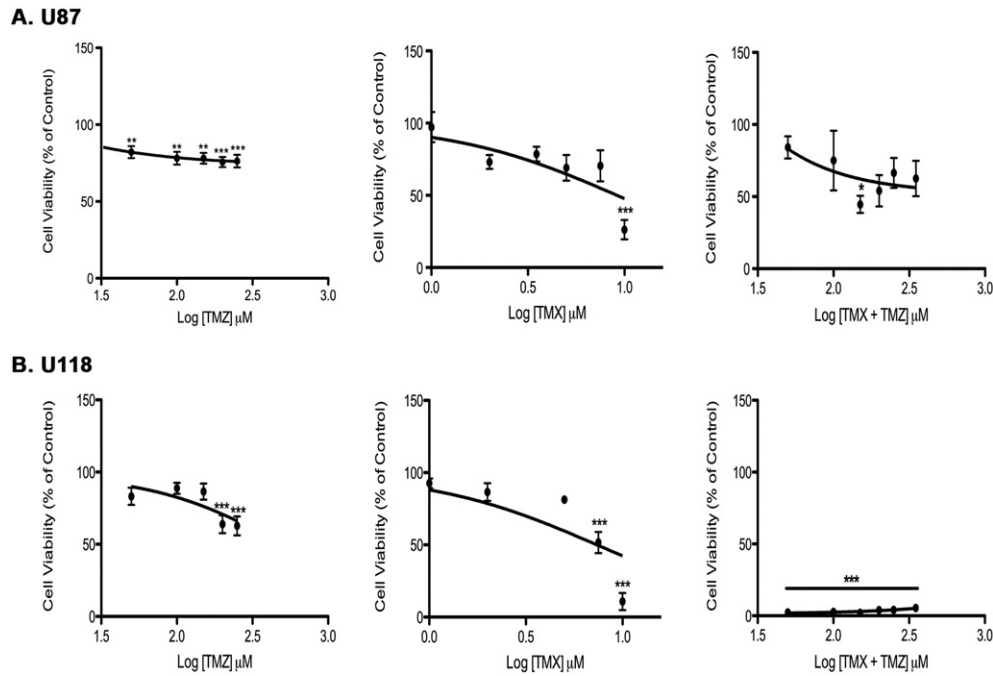 A. U87
Cell Viability (% of Control)
150
100
50
0
** ** ** *** ***
1.5 2.0 2.5 3.0
Log [TMZ] µM
Cell Viability (% of Control)
150
100
50
0
***
0.0 0.5 1.0
Log [TMX] µM
Cell Viability (% of Control)
150
100
50
0
*
1.5 2.0 2.5 3.0
Log [TMX + TMZ] µM
B. U118
Cell Viability (% of Control)
150
100
50
0
*** ***
1.5 2.0 2.5 3.0
Log [TMZ] µM
Cell Viability (% of Control)
150
100
50
0
***
***
0.0 0.5 1.0
Log [TMX] µM
Cell Viability (% of Control)
150
100
50
0
***
1.5 2.0 2.5 3.0
Log [TMX + TMZ] µM